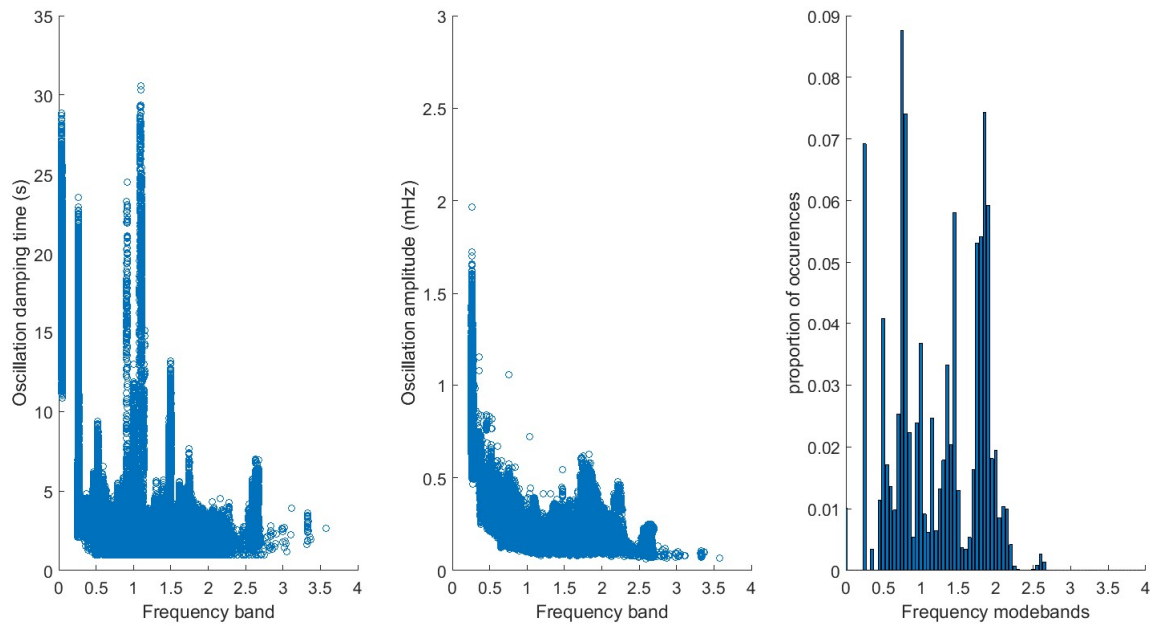 35
30
25
20
15
10
5
0
Oscillation damping time (s)
0 0.5 1 1.5 2 2.5 3 3.5 4
Frequency band
3
2.5
2
1.5
1
0.5
0
Oscillation amplitude (mHz)
0 0.5 1 1.5 2 2.5 3 3.5 4
Frequency band
0.09
0.08
0.07
0.06
0.05
0.04
0.03
0.02
0.01
0
proportion of occurences
0 0.5 1 1.5 2 2.5 3 3.5 4
Frequency modebands